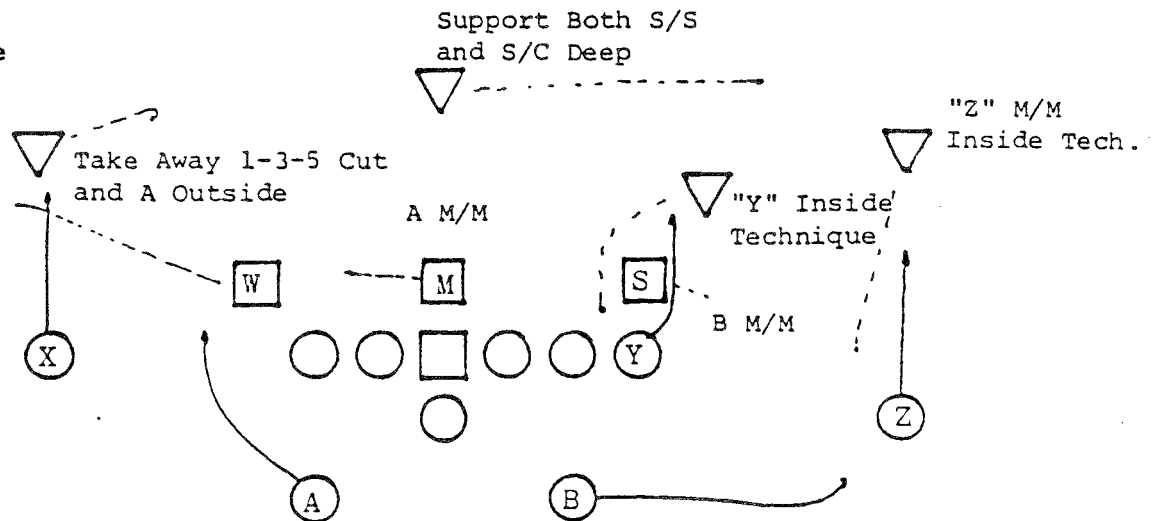 Support Both S/S
and S/C Deep
e
"Z" M/M
Inside Tech.
Take Away 1-3-5 Cut
and A Outside
A M/M
"Y" Inside
Technique
W
M
S
B M/M
X
Y
Z
A
B